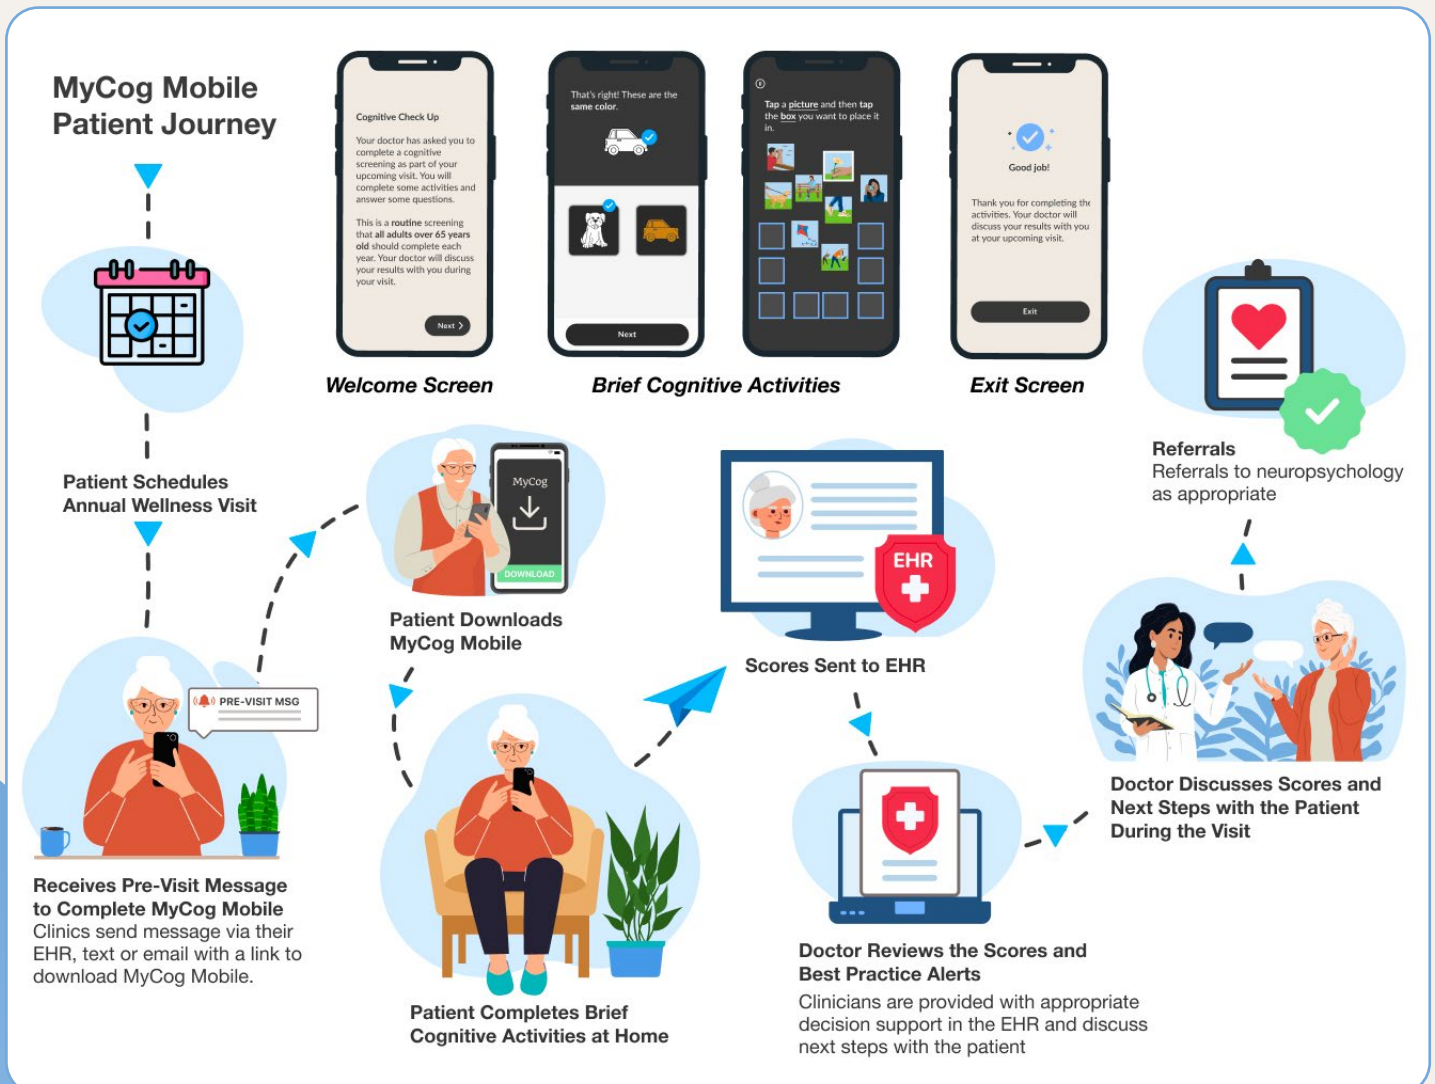 MyCog Mobile
Patient Journey
Cognitive Check Up
Your doctor has asked you to
complete a cognitive
screening as part of your
upcoming visit. You will
complete some activities and
answer some questions.
This is a routine screening
that all adults over 65 years
old should complete each
year. Your doctor will discuss
your results with you during
your visit.
Next
Welcome Screen
That's right! These are the
same color.
Next
Tap a picture and then tap
the box you want to place it
in.
Brief Cognitive Activities
Good job!
Thank you for completing the
activities. Your doctor will
discuss your results with you
at your upcoming visit.
Exit
Exit Screen
Patient Schedules
Annual Wellness Visit
PRE-VISIT MSG
Receives Pre-Visit Message
to Complete MyCog Mobile
Clinics send message via their
EHR, text or email with a link to
download MyCog Mobile.
MyCog
DOWNLOAD
Patient Downloads
MyCog Mobile
Patient Completes Brief
Cognitive Activities at Home
EHR
Scores Sent to EHR
Doctor Reviews the Scores and
Best Practice Alerts
Clinicians are provided with appropriate
decision support in the EHR and discuss
next steps with the patient
Doctor Discusses Scores and
Next Steps with the Patient
During the Visit
Referrals
Referrals to neuropsychology
as appropriate